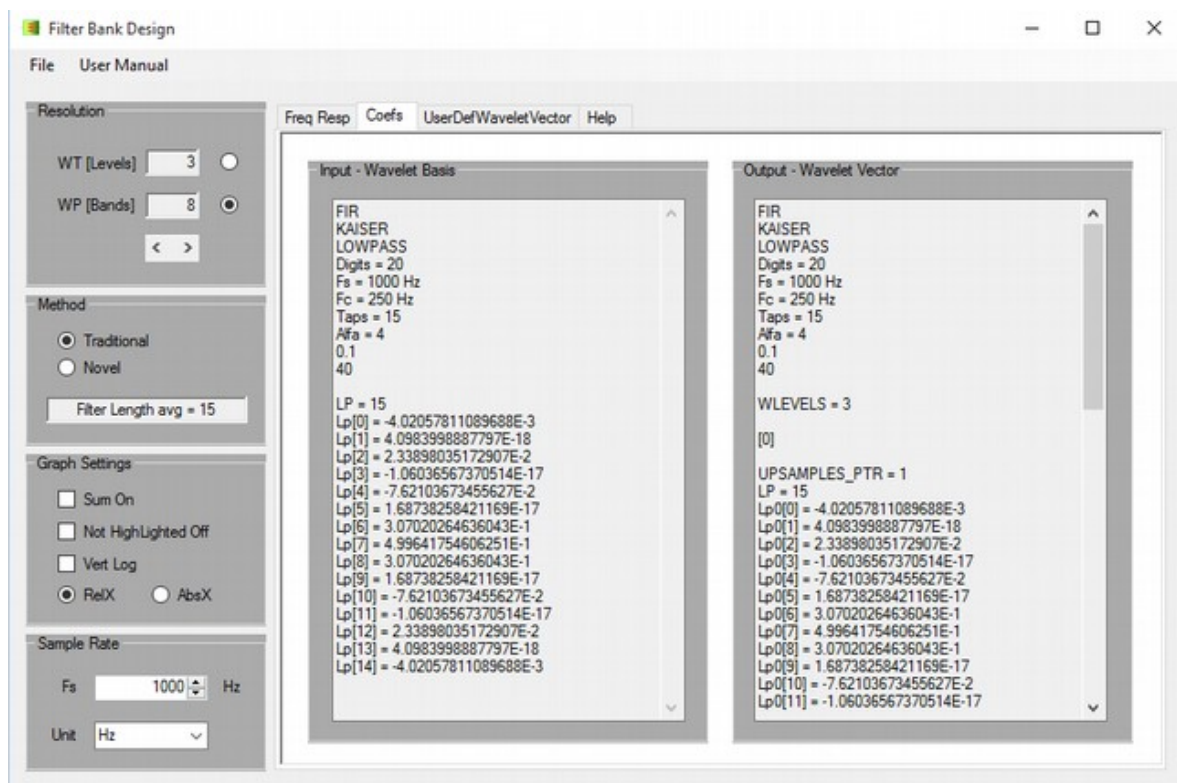 Filter Bank Design
File User Manual
Resolution
WT [Levels] 3
WP [Bands] 8
< >
Method
Traditional
Novel
Filter Length avg = 15
Graph Settings
Sum On
Not HighLighted Off
Vert Log
RelX AbsX
Sample Rate
Fs 1000 Hz
Unit Hz
Freq Resp Coefs UserDefWaveletVector Help
Input - Wavelet Basis
FIR
KAISER
LOWPASS
Digits = 20
Fs = 1000 Hz
Fc = 250 Hz
Taps = 15
Alfa = 4
0.1
40
LP = 15
Lp[0] = -4.02057811089688E-3
Lp[1] = 4.0983998887797E-18
Lp[2] = 2.33898035172907E-2
Lp[3] = -1.06036567370514E-17
Lp[4] = -7.62103673455627E-2
Lp[5] = 1.68738258421169E-17
Lp[6] = 3.07020264636043E-1
Lp[7] = 4.99641754606251E-1
Lp[8] = 3.07020264636043E-1
Lp[9] = 1.68738258421169E-17
Lp[10] = -7.62103673455627E-2
Lp[11] = -1.06036567370514E-17
Lp[12] = 2.33898035172907E-2
Lp[13] = 4.0983998887797E-18
Lp[14] = -4.02057811089688E-3
Output - Wavelet Vector
FIR
KAISER
LOWPASS
Digits = 20
Fs = 1000 Hz
Fc = 250 Hz
Taps = 15
Alfa = 4
0.1
40
WLEVELS = 3
[0]
UPSAMPLES_PTR = 1
LP = 15
Lp0[0] = -4.02057811089688E-3
Lp0[1] = 4.0983998887797E-18
Lp0[2] = 2.33898035172907E-2
Lp0[3] = -1.06036567370514E-17
Lp0[4] = -7.62103673455627E-2
Lp0[5] = 1.68738258421169E-17
Lp0[6] = 3.07020264636043E-1
Lp0[7] = 4.99641754606251E-1
Lp0[8] = 3.07020264636043E-1
Lp0[9] = 1.68738258421169E-17
Lp0[10] = -7.62103673455627E-2
Lp0[11] = -1.06036567370514E-17